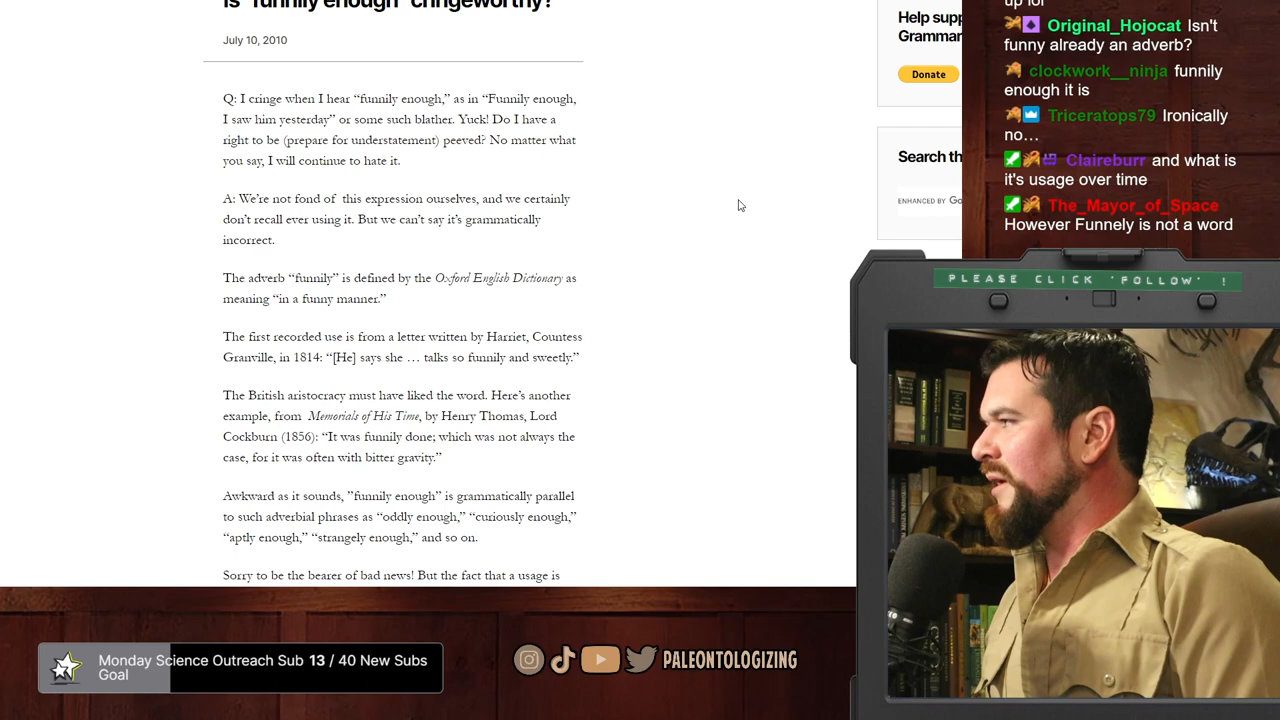 is "funnily enough" cringeworthy?
July 10, 2010
Q: I cringe when I hear “funnily enough,” as in “Funnily enough,
I saw him yesterday” or some such blather. Yuck! Do I have a
right to be (prepare for understatement) peeved? No matter what
you say, I will continue to hate it.
A: We’re not fond of  this expression ourselves, and we certainly
don’t recall ever using it. But we can’t say it’s grammatically
incorrect.
The adverb “funnily” is defined by the Oxford English Dictionary as
meaning “in a funny manner.”
The first recorded use is from a letter written by Harriet, Countess
Granville, in 1814: “[He] says she … talks so funnily and sweetly.”
The British aristocracy must have liked the word. Here’s another
example, from  Memorials of His Time, by Henry Thomas, Lord
Cockburn (1856): “It was funnily done; which was not always the
case, for it was often with bitter gravity.”
Awkward as it sounds, ”funnily enough” is grammatically parallel
to such adverbial phrases as “oddly enough,” “curiously enough,”
“aptly enough,” “strangely enough,” and so on.
Sorry to be the bearer of bad news! But the fact that a usage is
Help supp
Grammar
Donate
Search th
ENHANCED BY Go
up for
Original_Hojocat Isn't
funny already an adverb?
clockwork__ninja funnily
enough it is
Triceratops79 Ironically
no…
Claireburr and what is
it's usage over time
The_Mayor_of_Space
However Funnely is not a word
PLEASE CLICK 'FOLLOW' !
Monday Science Outreach Sub 13 / 40 New Subs
Goal
PALEONTOLOGIZING